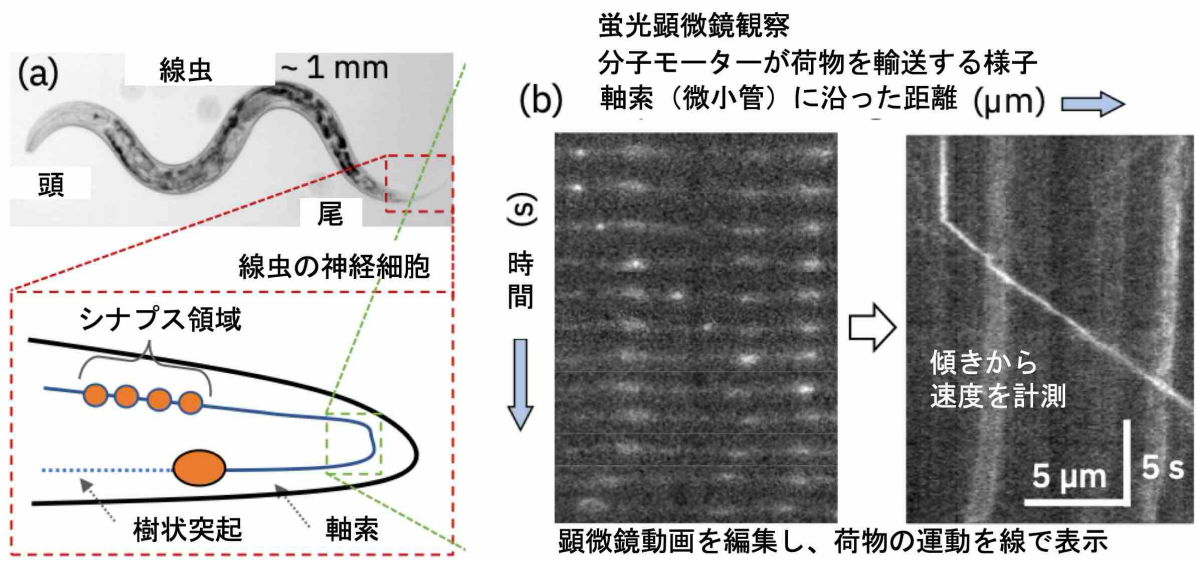 (a)
線虫
~ 1 mm
頭
尾
線虫の神経細胞
シナプス領域
樹状突起
軸索
蛍光顕微鏡観察
分子モーターが荷物を輸送する様子
(b)
軸索（微小管）に沿った距離 (μm)
時間 (s)
傾きから
速度を計測
5 μm
5 s
顕微鏡動画を編集し、荷物の運動を線で表示